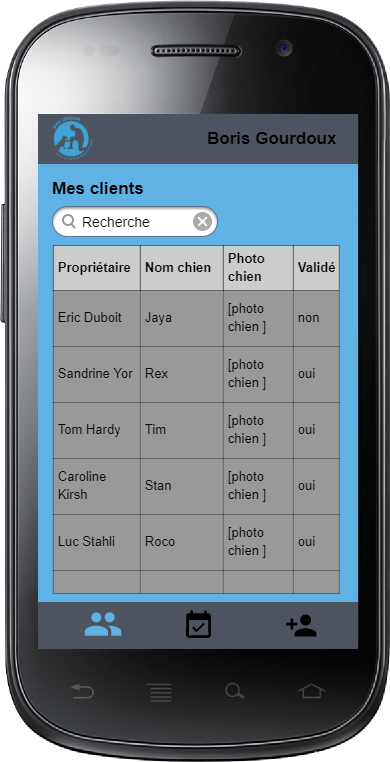 Boris Gourdoux
Mes clients
Recherche
Propriétaire Nom chien Photo chien Validé
Eric Duboit Jaya [photo chien ] non
Sandrine Yor Rex [photo chien ] oui
Tom Hardy Tim [photo chien ] oui
Caroline Kirsh Stan [photo chien ] oui
Luc Stahli Roco [photo chien ] oui